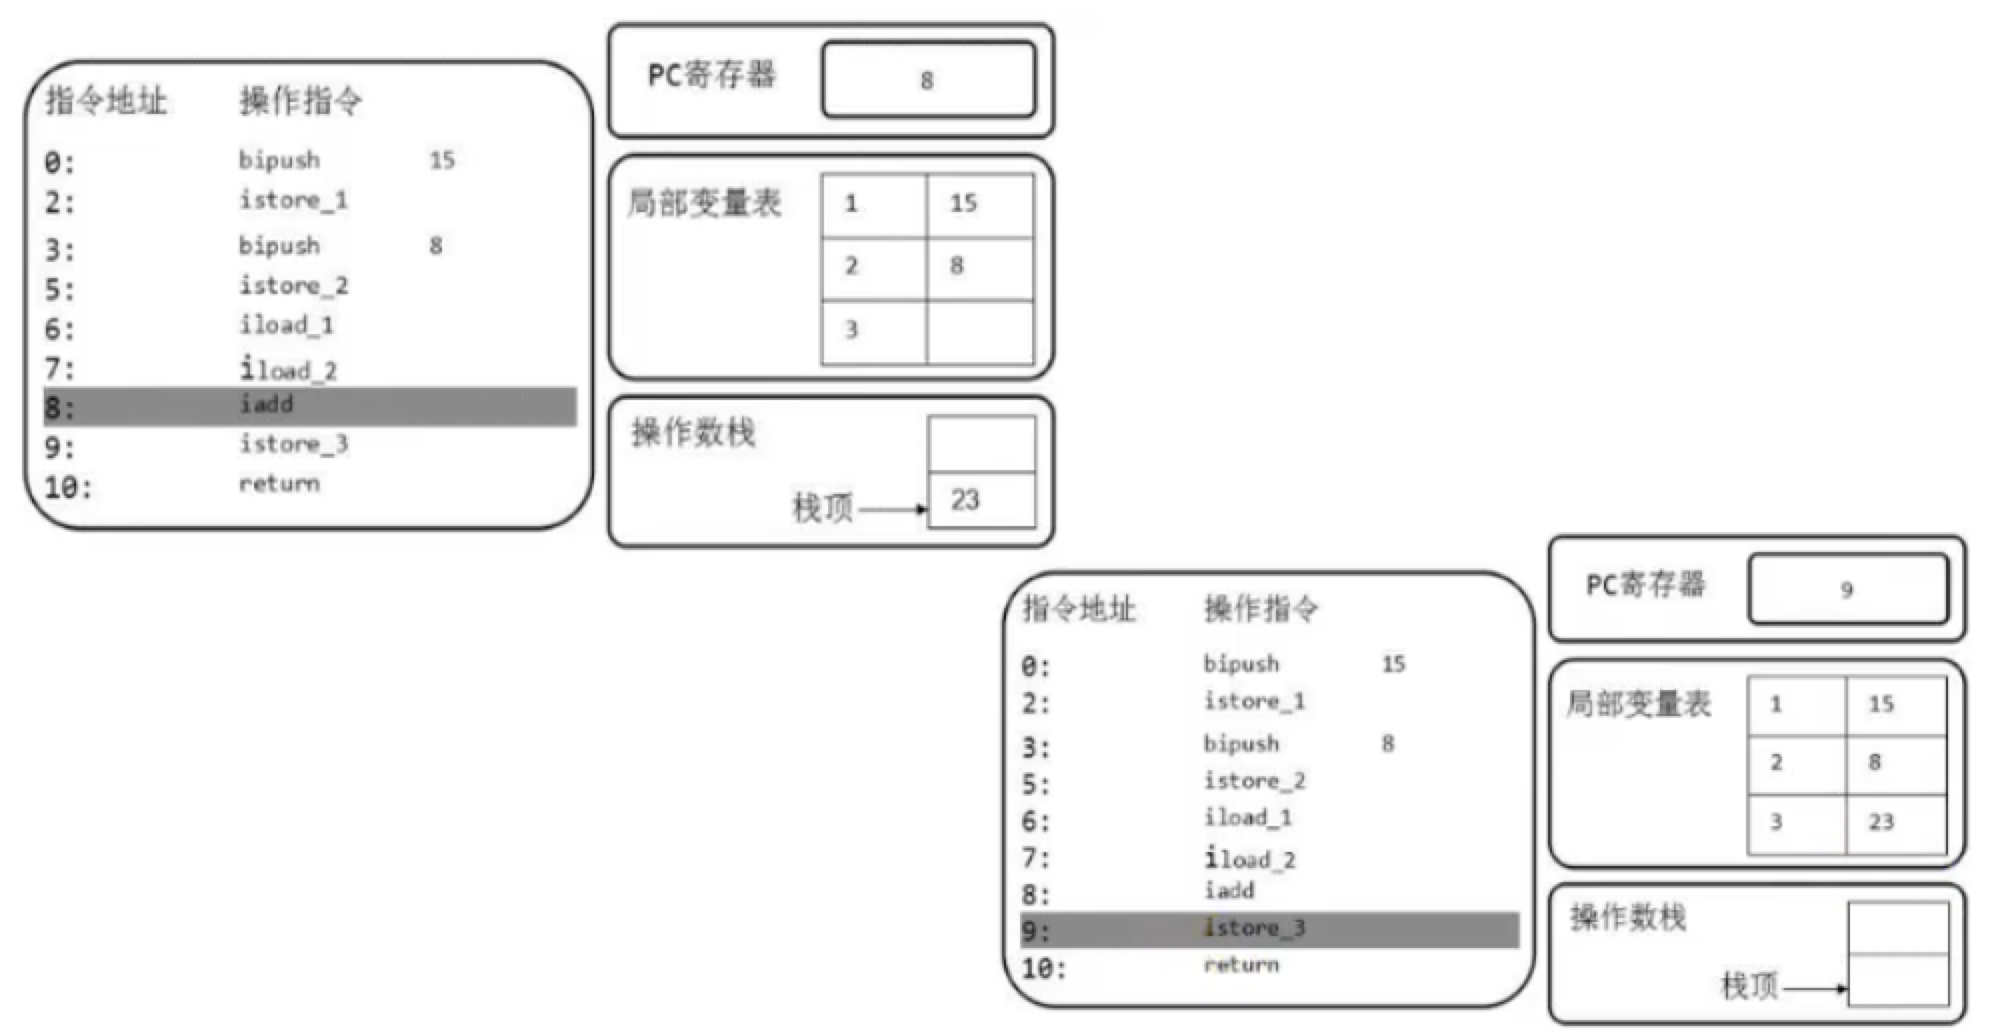 指令地址 操作指令
0: bipush 15
2: istore_1
3: bipush 8
5: istore_2
6: iload_1
7: iload_2
8: iadd
9: istore_3
10: return
PC寄存器 8
局部变量表 1 15
2 8
3
操作数栈
栈顶 23
指令地址 操作指令
0: bipush 15
2: istore_1
3: bipush 8
5: istore_2
6: iload_1
7: iload_2
8: iadd
9: istore_3
10: return
PC寄存器 9
局部变量表 1 15
2 8
3 23
操作数栈
栈顶